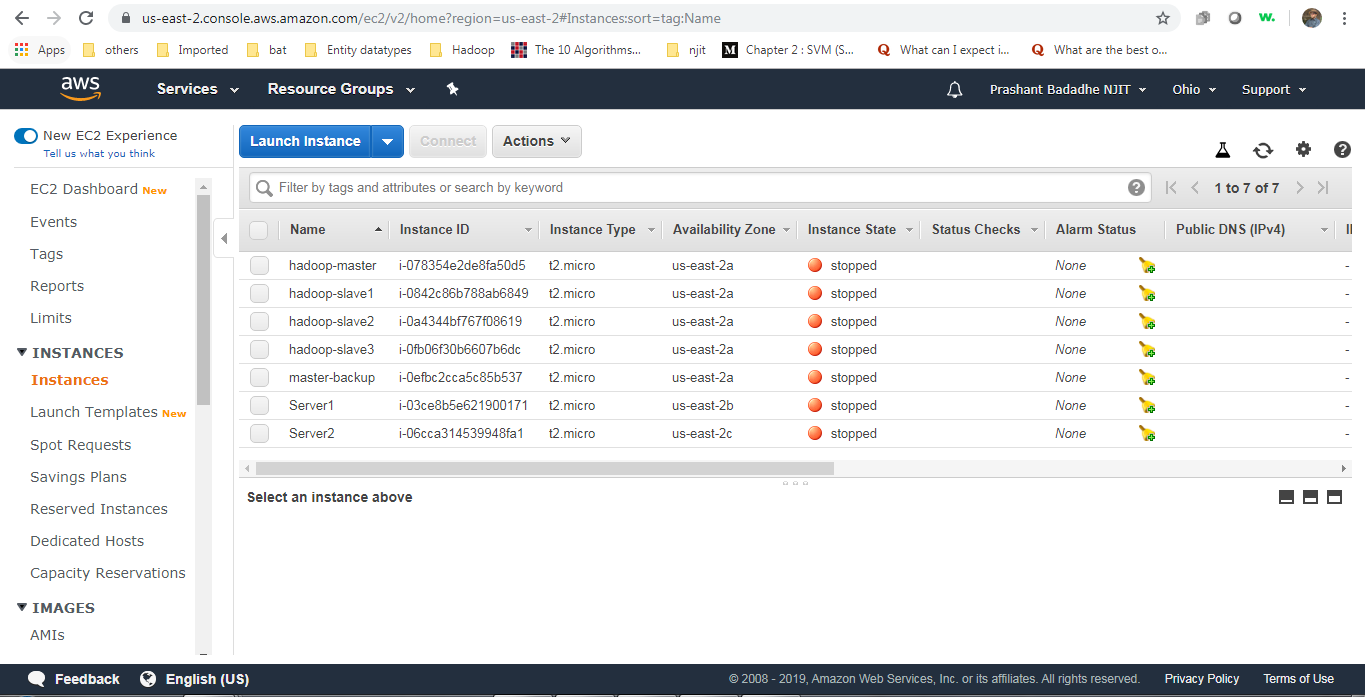 us-east-2.console.aws.amazon.com/ec2/v2/home?region=us-east-2#Instances:sort=tag:Name
Apps others Imported bat Entity datatypes Hadoop The 10 Algorithms... njit M Chapter 2 : SVM (S... What can I expect i... What are the best o...
aws Services Resource Groups Prashant Badadhe NJIT Ohio Support
New EC2 Experience
Tell us what you think
Launch Instance Connect Actions
EC2 Dashboard New
Events
Tags
Reports
Limits
INSTANCES
Instances
Launch Templates New
Spot Requests
Savings Plans
Reserved Instances
Dedicated Hosts
Capacity Reservations
IMAGES
AMIs
Filter by tags and attributes or search by keyword 1 to 7 of 7
Name Instance ID Instance Type Availability Zone Instance State Status Checks Alarm Status Public DNS (IPv4)
hadoop-master i-078354e2de8fa50d5 t2.micro us-east-2a stopped None -
hadoop-slave1 i-0842c86b788ab6849 t2.micro us-east-2a stopped None -
hadoop-slave2 i-0a4344bf767f08619 t2.micro us-east-2a stopped None -
hadoop-slave3 i-0fb06f30b6607b6dc t2.micro us-east-2a stopped None -
master-backup i-0efbc2cca5c85b537 t2.micro us-east-2a stopped None -
Server1 i-03ce8b5e621900171 t2.micro us-east-2b stopped None -
Server2 i-06cca314539948fa1 t2.micro us-east-2c stopped None -
Select an instance above
Feedback English (US) © 2008 - 2019, Amazon Web Services, Inc. or its affiliates. All rights reserved. Privacy Policy Terms of Use